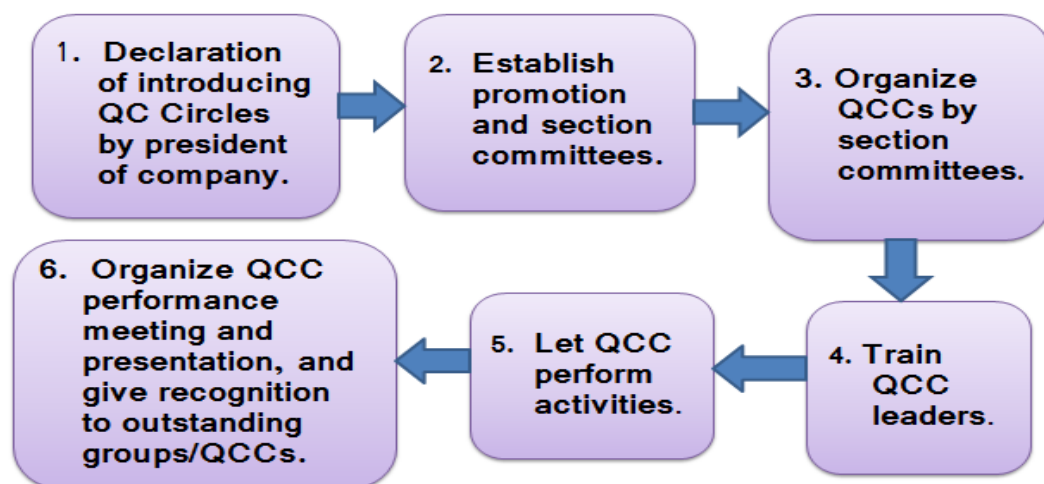 1. Declaration
of introducing
QC Circles
by president
of company.
2. Establish
promotion
and section
committees.
3. Organize
QCCs by
section
committees.
4. Train
QCC
leaders.
5. Let QCC
perform
activities.
6. Organize QCC
performance
meeting and
presentation, and
give recognition
to outstanding
groups/QCCs.